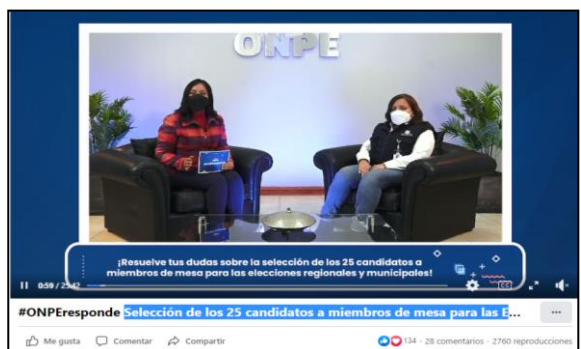 ONPE
¡Resuelve tus dudas sobre la selección de los 25 candidatos a
miembros de mesa para las elecciones regionales y municipales!
0:59 / 25:42
#ONPEresponde Selección de los 25 candidatos a miembros de mesa para las E...
Me gusta Comentar Compartir 134 · 28 comentarios · 2760 reproducciones